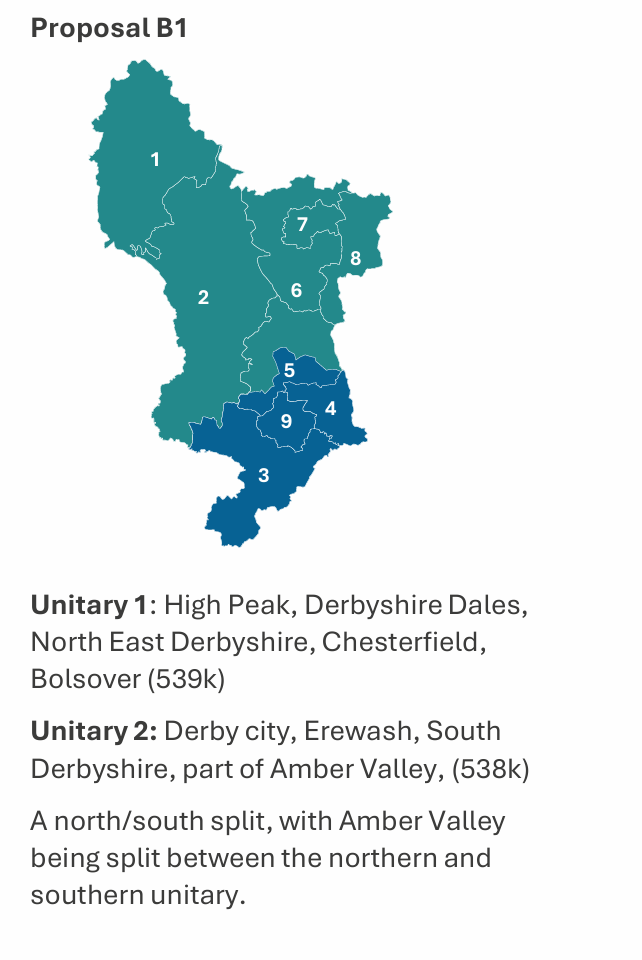 Proposal B1
1
7
8
2
6
5
4
9
3
Unitary 1: High Peak, Derbyshire Dales,
North East Derbyshire, Chesterfield,
Bolsover (539k)
Unitary 2: Derby city, Erewash, South
Derbyshire, part of Amber Valley, (538k)
A north/south split, with Amber Valley
being split between the northern and
southern unitary.